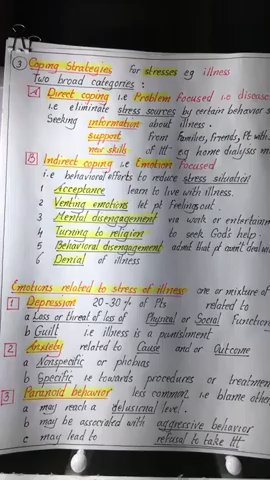 3 Coping Strategies for stresses eg illness
Two broad categories:
A Direct coping i.e Problem Focused i.e disease
i.e eliminate stress sources by certain behavior
Seeking information about illness.
support from Families, Friends, Pt with
new skills of ttt eg heme dialysis
B Indirect coping i.e Emotion Focused
i.e behavioral efforts to reduce stress situation
1 Acceptance learn to live with illness.
2 Venting emotions let pt Feelings out.
3 Mental disengagement via work or entertain
4 Turning to religion to seek God's help.
5 Behavioral disengagement admit that pt can't deal
6 Denial of illness
Emotions related to stress of illness one or mixture of
1 Depression 20-30% of Pts related to
a Loss or threat of loss of Physical or Social Function
b Guilt i.e illness is a punishment
2 Anxiety related to Cause and/or Outcome
a Nonspecific or phobias
b Specific i.e towards procedures or treatment
3 Paranoid behavior less common i.e blame other
a may reach a delusional level.
b may be associated with aggressive behavior
c may lead to refusal to take ttt